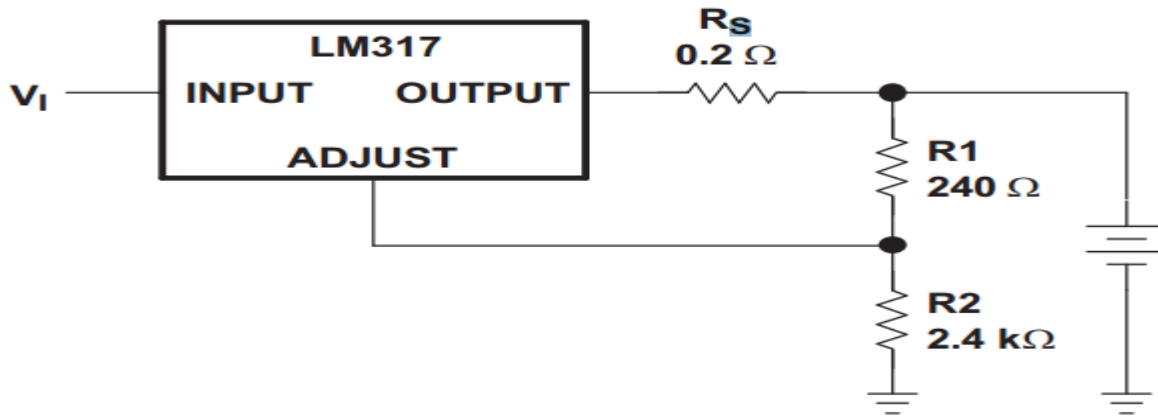 RS
0.2 Ω
LM317
VI
INPUT
OUTPUT
ADJUST
R1
240 Ω
R2
2.4 kΩ